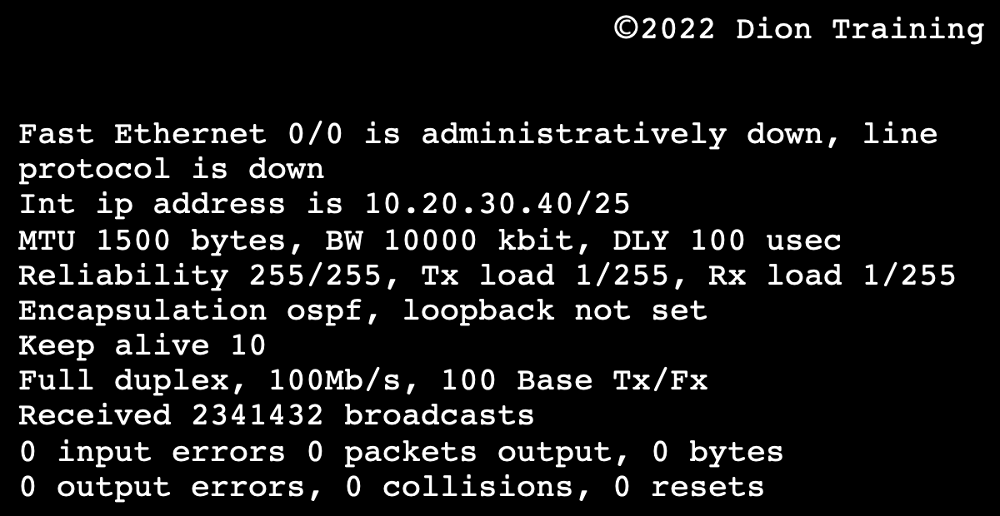 ©2022 Dion Training
Fast Ethernet 0/0 is administratively down, line
protocol is down
Int ip address is 10.20.30.40/25
MTU 1500 bytes, BW 10000 kbit, DLY 100 usec
Reliability 255/255, Tx load 1/255, Rx load 1/255
Encapsulation ospf, loopback not set
Keep alive 10
Full duplex, 100Mb/s, 100 Base Tx/Fx
Received 2341432 broadcasts
0 input errors 0 packets output, 0 bytes
0 output errors, 0 collisions, 0 resets